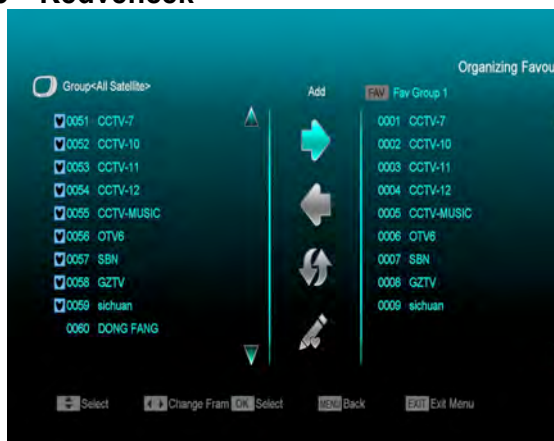 Organizing Favou
Group<All Satellite>
Add
FAV Fav Group 1
0051 CCTV-7
0052 CCTV-10
0053 CCTV-11
0054 CCTV-12
0055 CCTV-MUSIC
0056 OTV6
0057 SBN
0058 GZTV
0059 sichuan
0060 DONG FANG
0001 CCTV-7
0002 CCTV-10
0003 CCTV-11
0004 CCTV-12
0005 CCTV-MUSIC
0006 OTV6
0007 SBN
0008 GZTV
0009 sichuan
Select Change Fram OK Select MENU Back EXIT Exit Menu